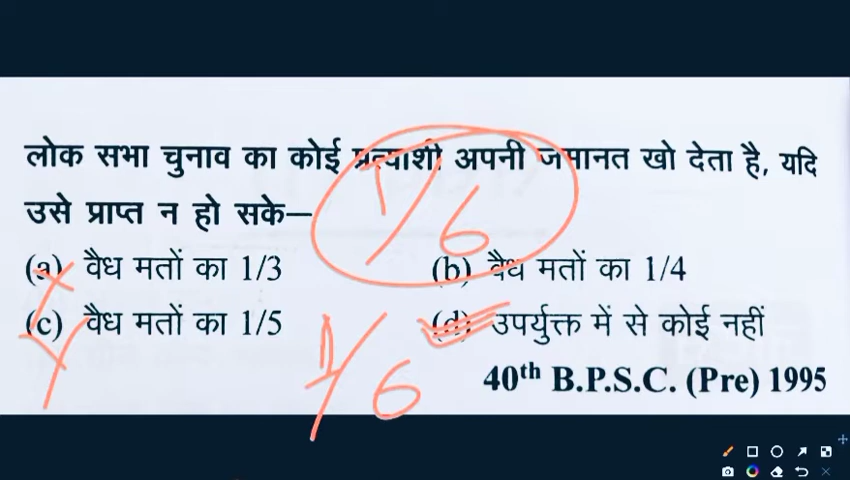 लोक सभा चुनाव का कोई प्रत्याशी अपनी जमानत खो देता है, यदि
उसे प्राप्त न हो सके–
1/6
(a) वैध मतों का 1/3
(b) वैध मतों का 1/4
(c) वैध मतों का 1/5
(d) उपर्युक्त में से कोई नहीं
1/6
40th B.P.S.C. (Pre) 1995